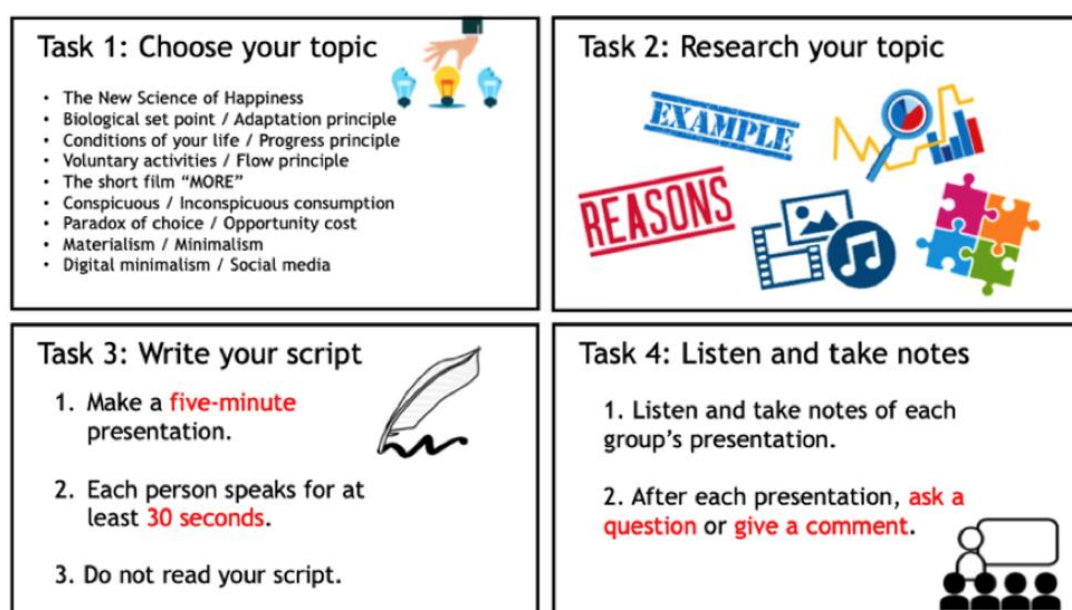 Task 1: Choose your topic
• The New Science of Happiness
• Biological set point / Adaptation principle
• Conditions of your life / Progress principle
• Voluntary activities / Flow principle
• The short film “MORE”
• Conspicuous / Inconspicuous consumption
• Paradox of choice / Opportunity cost
• Materialism / Minimalism
• Digital minimalism / Social media
Task 2: Research your topic
EXAMPLE
REASONS
Task 3: Write your script
1. Make a five-minute
presentation.
2. Each person speaks for at
least 30 seconds.
3. Do not read your script.
Task 4: Listen and take notes
1. Listen and take notes of each
group’s presentation.
2. After each presentation, ask a
question or give a comment.